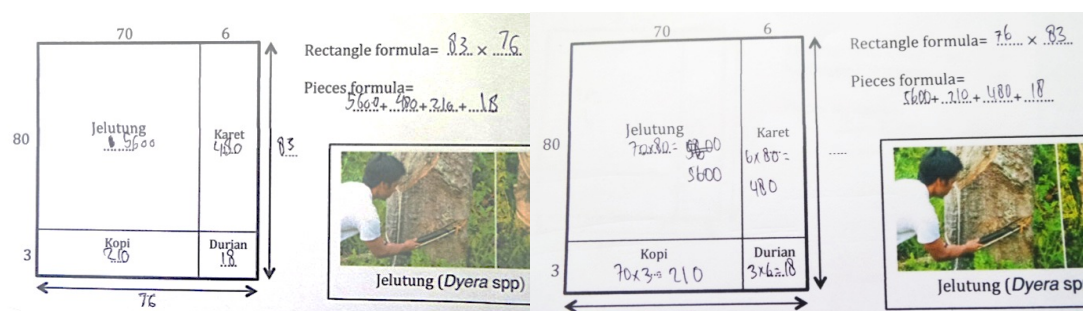 70 6
Rectangle formula= 83 × 76
Pieces formula=
5600+480+210+18
80
Jelutung
5600
Karet
480
83
3
Kopi
210
Durian
18
76
Jelutung (Dyera spp)
70 6
Rectangle formula= 76 × 83
Pieces formula=
5600+210+480+18
80
Jelutung
70x80=
5600
Karet
6x80=
480
.....
3
Kopi
70x3= 210
Durian
3x6=18
Jelutung (Dyera sp